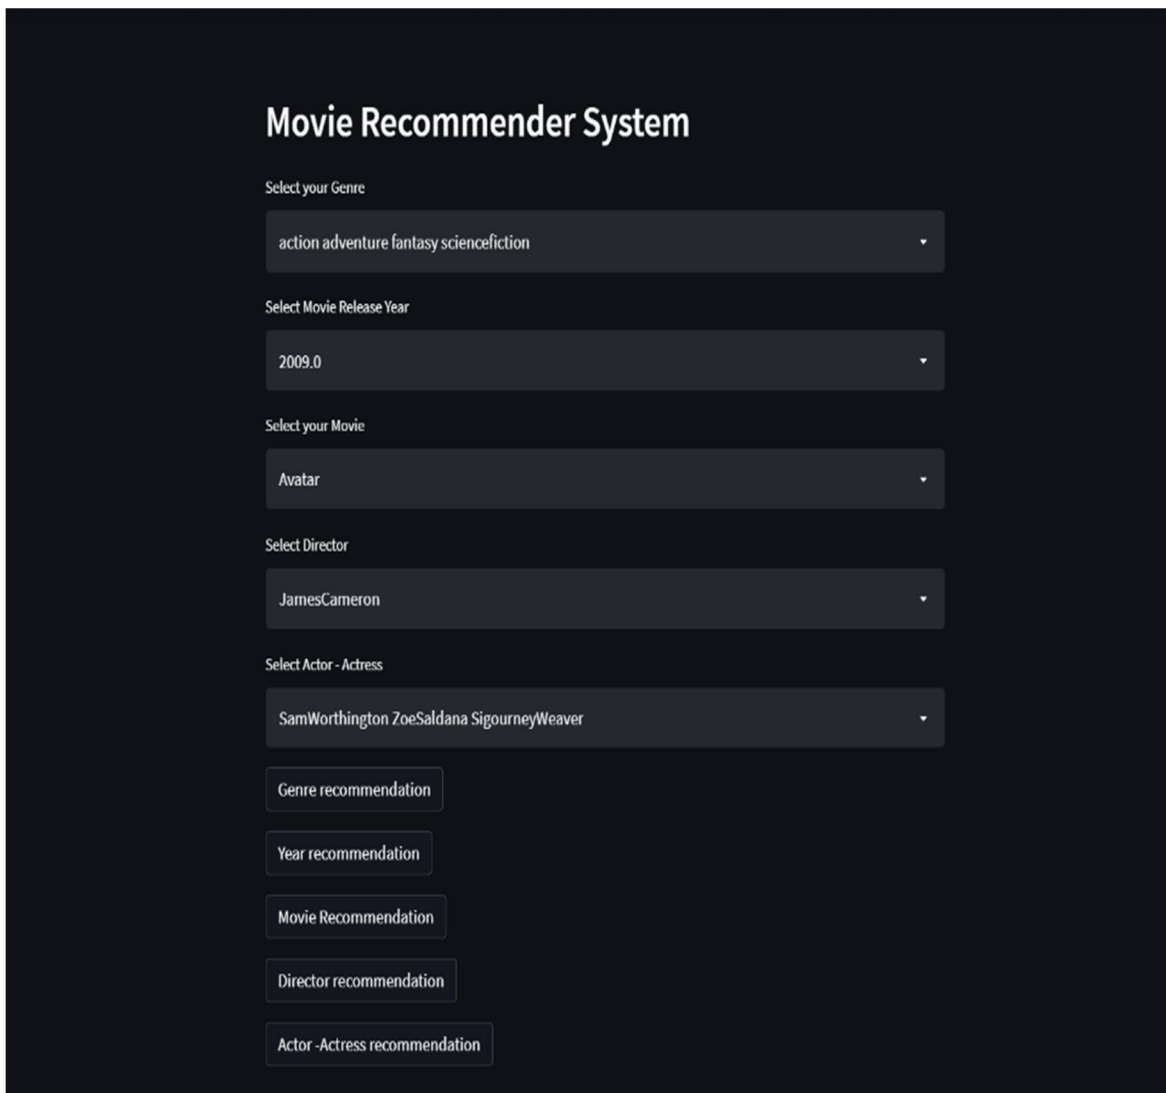 Movie Recommender System
Select your Genre
action adventure fantasy sciencefiction
Select Movie Release Year
2009.0
Select your Movie
Avatar
Select Director
JamesCameron
Select Actor - Actress
SamWorthington ZoeSaldana SigourneyWeaver
Genre recommendation
Year recommendation
Movie Recommendation
Director recommendation
Actor -Actress recommendation